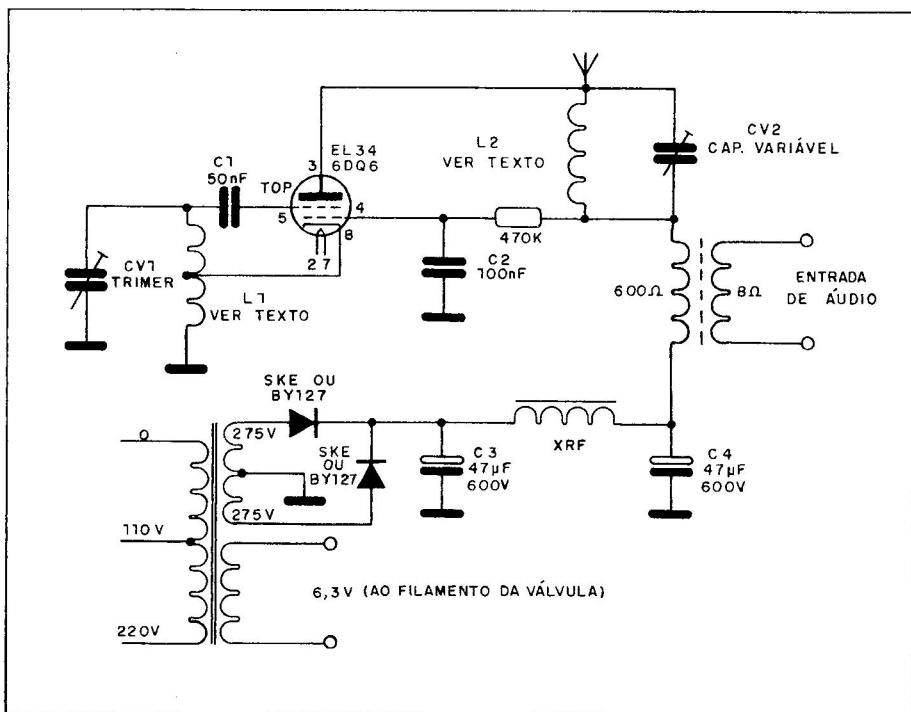 C1
50nF
TOP
3
EL34
6DQ6
5
4
8
2 7
L2
VER TEXTO
CV2
CAP. VARIÁVEL
CV1
TRIMER
L1
VER TEXTO
C2
100nF
470K
600Ω
8Ω
ENTRADA
DE ÁUDIO
SKE OU
BY127
SKE
OU
BY127
0
110V
220V
275V
275V
C3
47µF
600V
XRF
C4
47µF
600V
6,3V (AO FILAMENTO DA VÁLVULA)